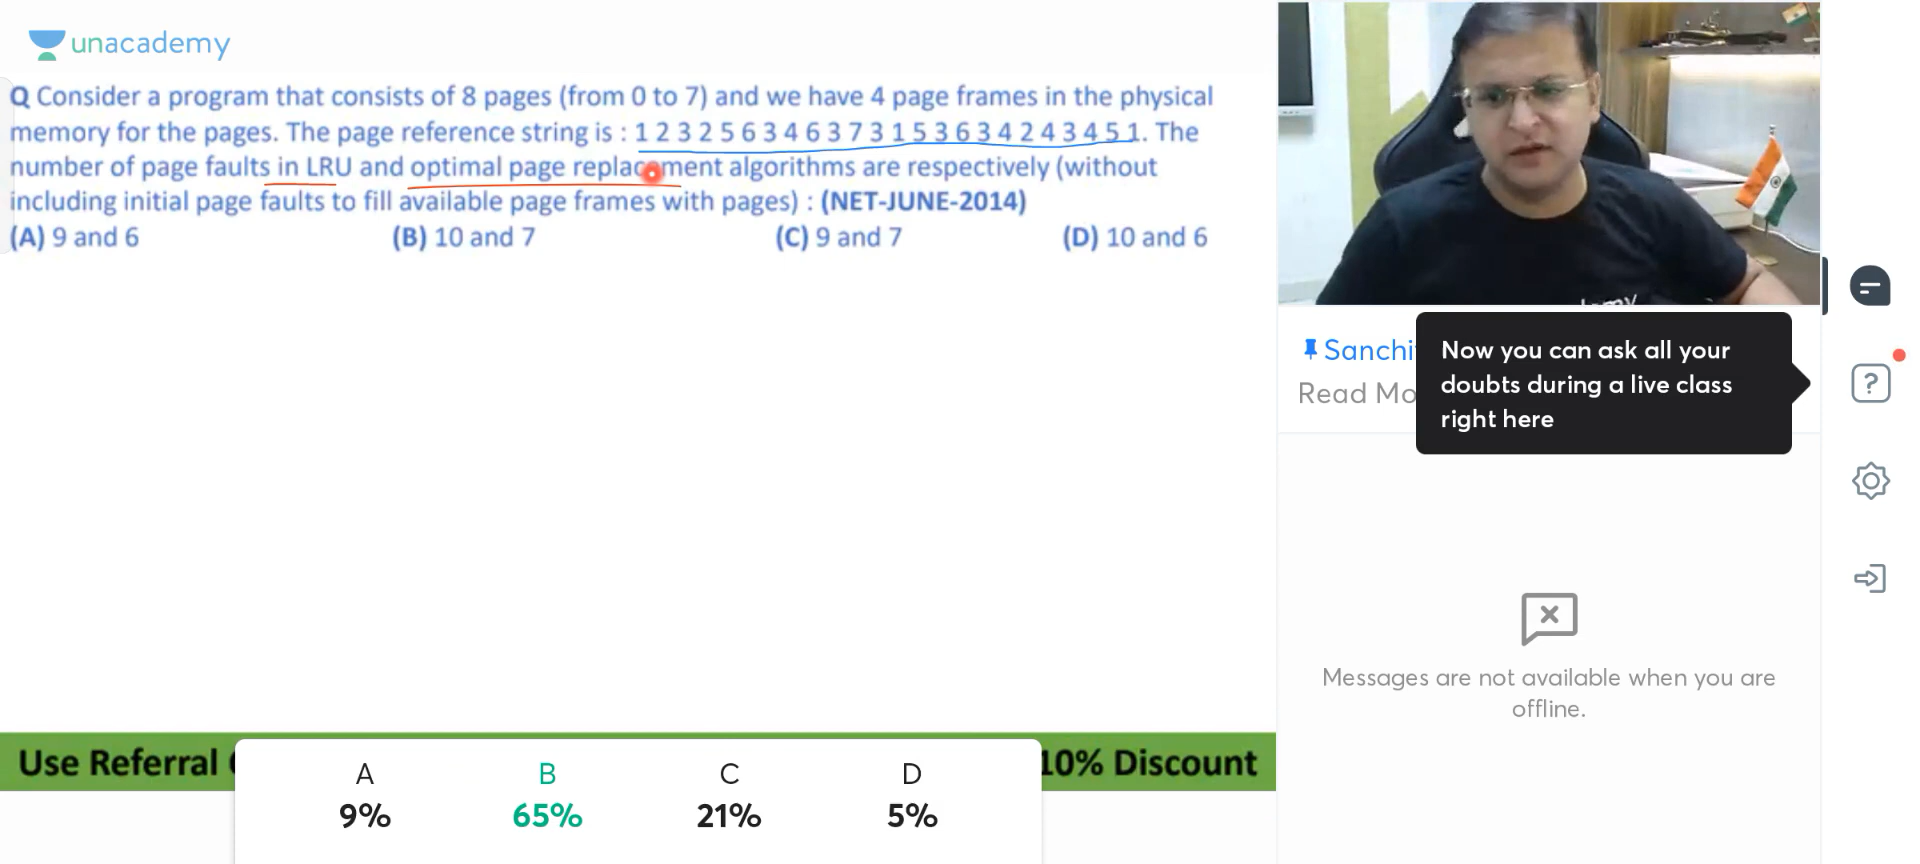 unacademy
Q Consider a program that consists of 8 pages (from 0 to 7) and we have 4 page frames in the physical
memory for the pages. The page reference string is : 1 2 3 2 5 6 3 4 6 3 7 3 1 5 3 6 3 4 2 4 3 4 5 1. The
number of page faults in LRU and optimal page replacement algorithms are respectively (without
including initial page faults to fill available page frames with pages) : (NET-JUNE-2014)
(A) 9 and 6 (B) 10 and 7 (C) 9 and 7 (D) 10 and 6
Sanchi
Read Mo
Now you can ask all your
doubts during a live class
right here
Messages are not available when you are
offline.
Use Referral 10% Discount
A B C D
9% 65% 21% 5%